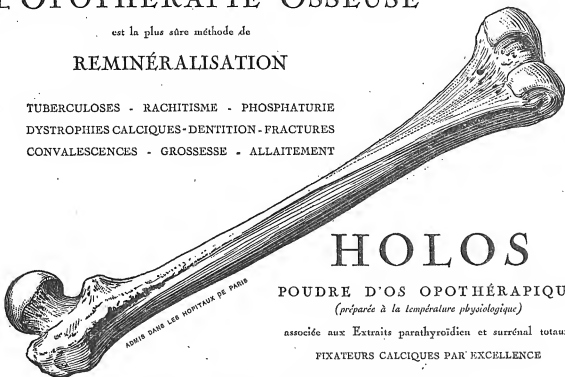 L'OPOTHÉRAPIE OSSEUSE
est la plus sûre méthode de
REMINÉRALISATION
TUBERCULOSES - RACHITISME - PHOSPHATURIE
DYSTROPHIES CALCIQUES - DENTITION - FRACTURES
CONVALESCENCES - GROSSESSE - ALLAITEMENT
ADMIS DANS LES HOPITAUX DE PARIS
HOLOS
POUDRE D'OS OPOTHÉRAPIQU
(préparée à la température physiologique)
associée aux Extraits parathyroïdien et surrénal totau
FIXATEURS CALCIQUES PAR EXCELLENCE